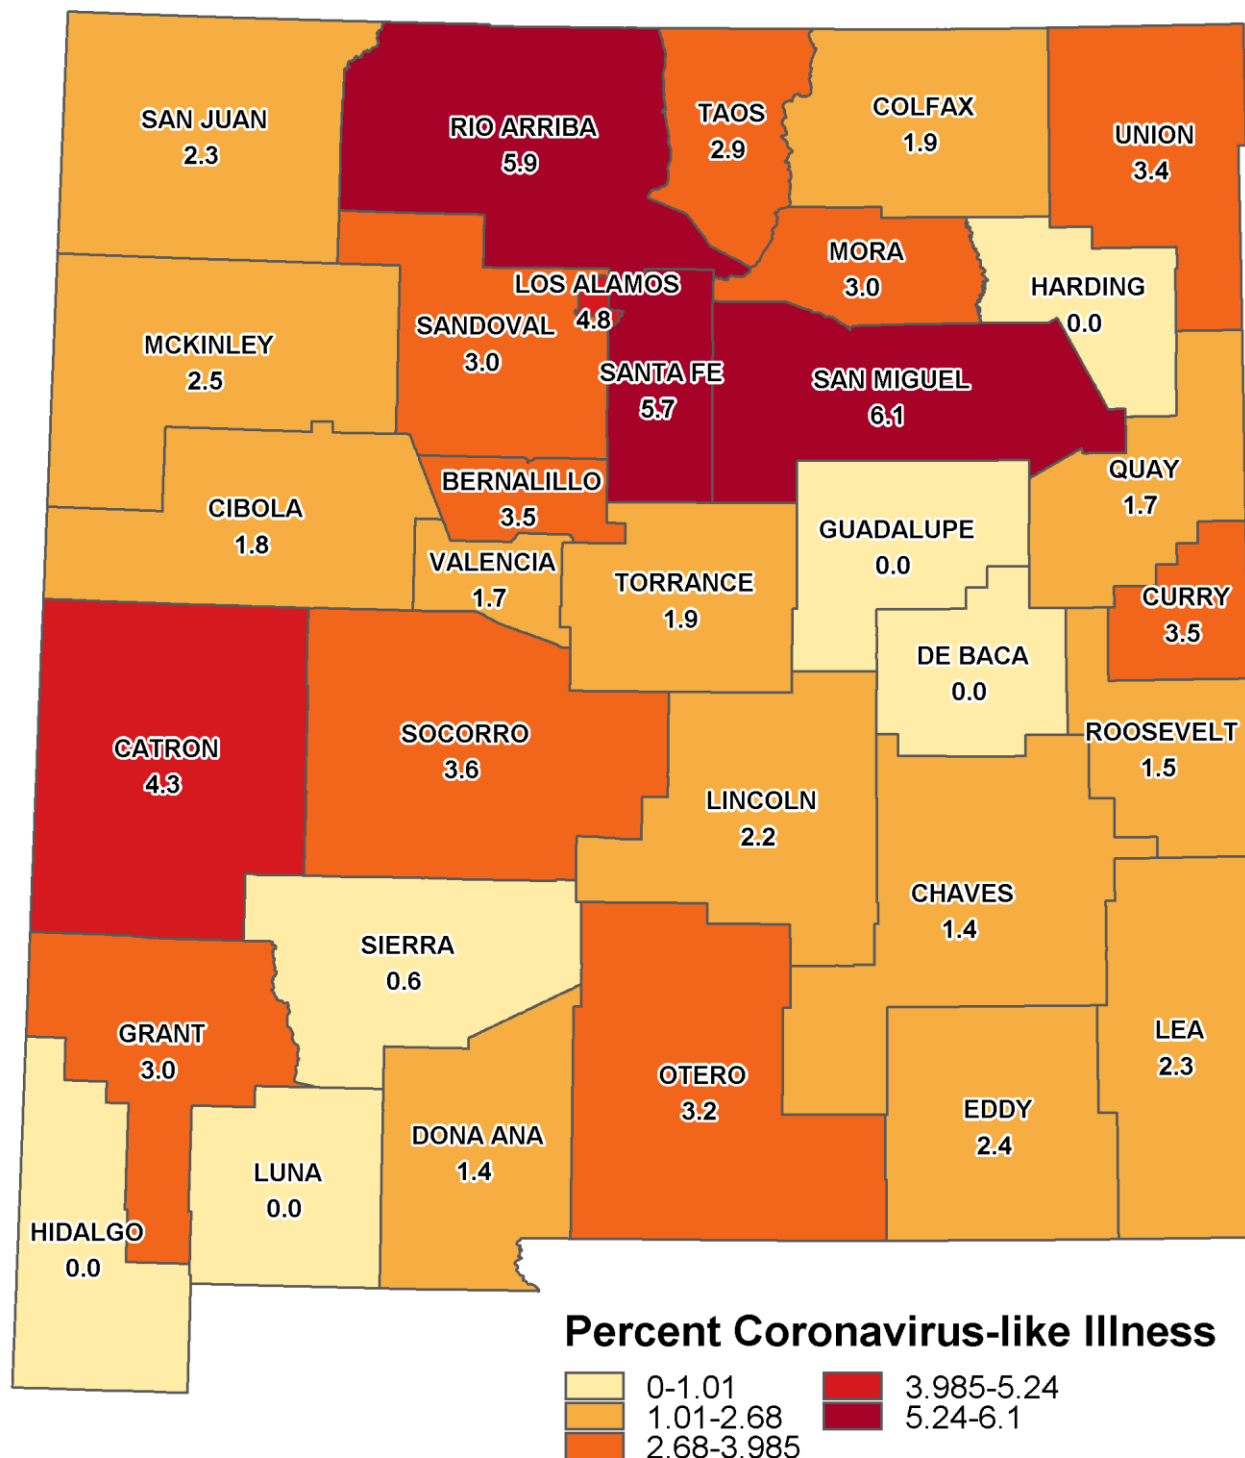 SAN JUAN
2.3
RIO ARRIBA
5.9
TAOS
2.9
COLFAX
1.9
UNION
3.4
MORA
3.0
HARDING
0.0
LOS ALAMOS
4.8
SANDOVAL
3.0
MCKINLEY
2.5
SANTA FE
5.7
SAN MIGUEL
6.1
QUAY
1.7
BERNALILLO
3.5
CIBOLA
1.8
GUADALUPE
0.0
VALENCIA
1.7
TORRANCE
1.9
CURRY
3.5
DE BACA
0.0
ROOSEVELT
1.5
CATRON
4.3
SOCORRO
3.6
LINCOLN
2.2
CHAVES
1.4
SIERRA
0.6
GRANT
3.0
LEA
2.3
OTERO
3.2
EDDY
2.4
DONA ANA
1.4
LUNA
0.0
HIDALGO
0.0
Percent Coronavirus-like Illness
0-1.01
1.01-2.68
2.68-3.985
3.985-5.24
5.24-6.1